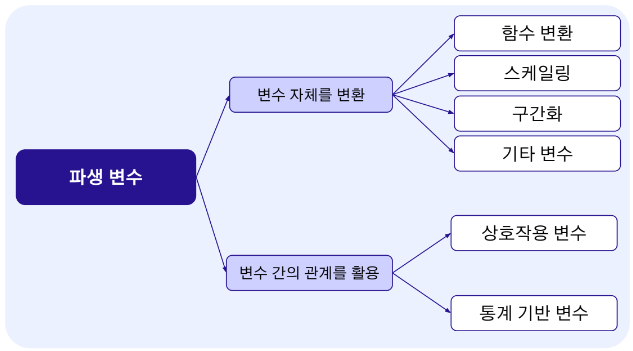 파생 변수
변수 자체를 변환
함수 변환
스케일링
구간화
기타 변수
변수 간의 관계를 활용
상호작용 변수
통계 기반 변수